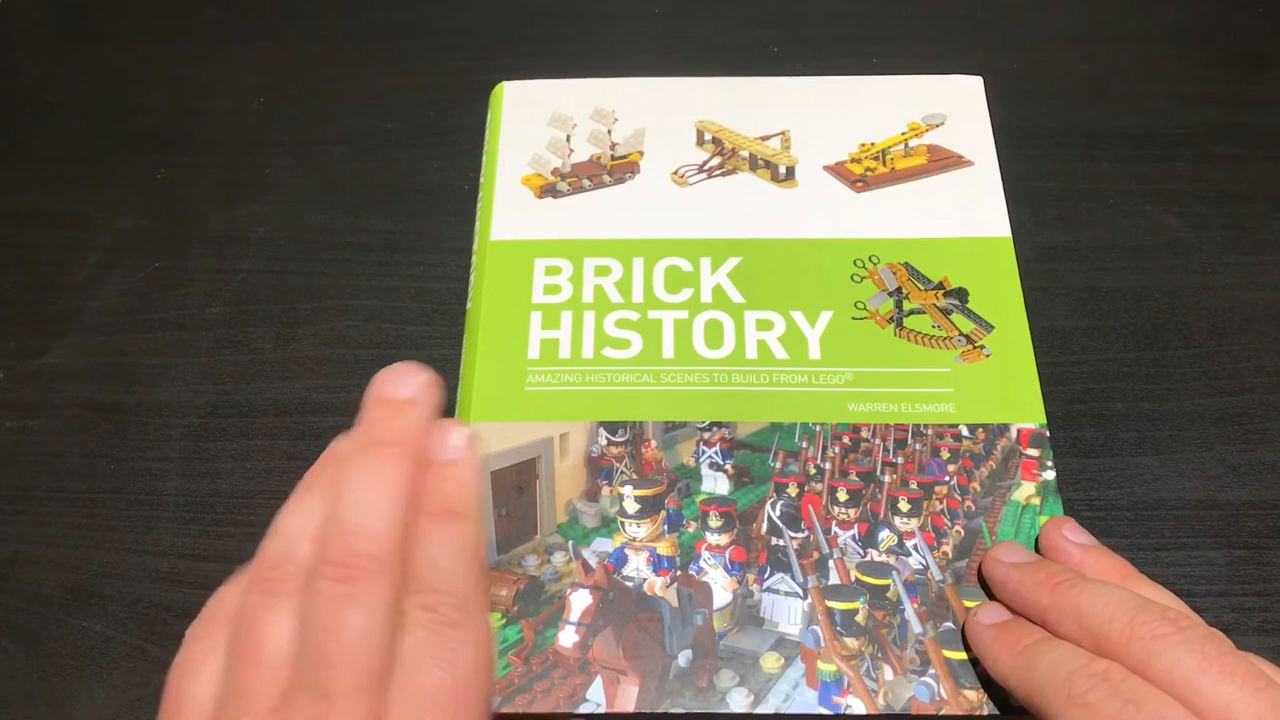 BRICK
HISTORY
AMAZING HISTORICAL SCENES TO BUILD FROM LEGO®
WARREN ELSMORE